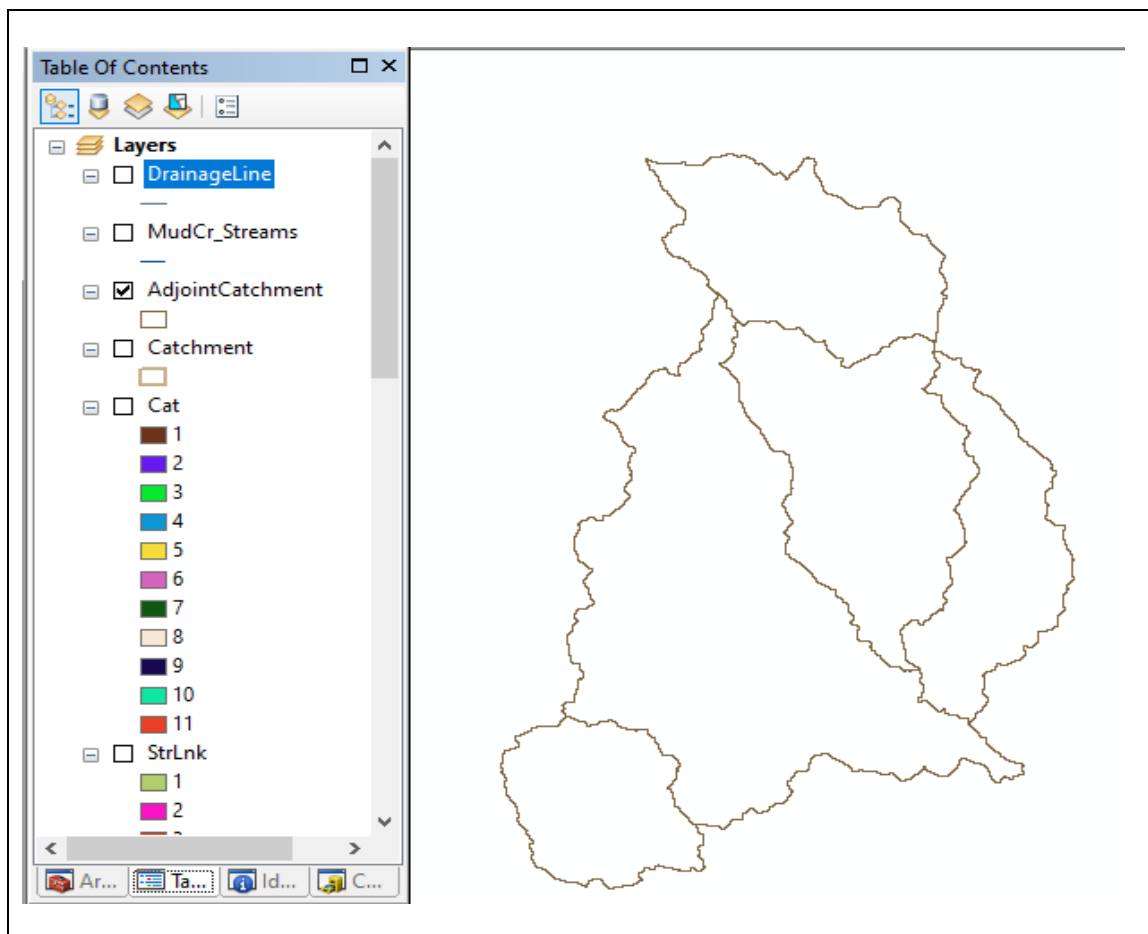 Table Of Contents
Layers
DrainageLine
MudCr_Streams
AdjointCatchment
Catchment
Cat
1
2
3
4
5
6
7
8
9
10
11
StrLnk
1
2
Ar... Ta... Id... C...